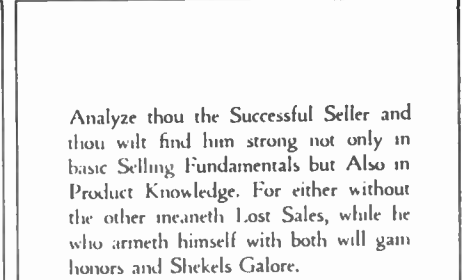 Analyze thou the Successful Seller and
thou wilt find him strong not only in
basic Selling Fundamentals but Also in
Product Knowledge. For either without
the other meaneth Lost Sales, while he
who armeth himself with both will gain
honors and Shekels Galore.